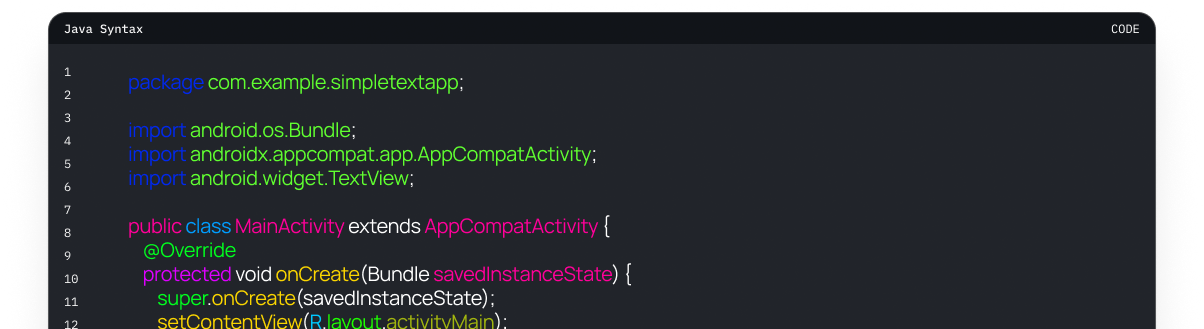 Java Syntax CODE
1 package com.example.simpletextapp;
2
3 import android.os.Bundle;
4 import androidx.appcompat.app.AppCompatActivity;
5 import android.widget.TextView;
6
7 public class MainActivity extends AppCompatActivity {
8 @Override
9 protected void onCreate(Bundle savedInstanceState) {
10 super.onCreate(savedInstanceState);
11 setContentView(R.layout.activityMain);
12